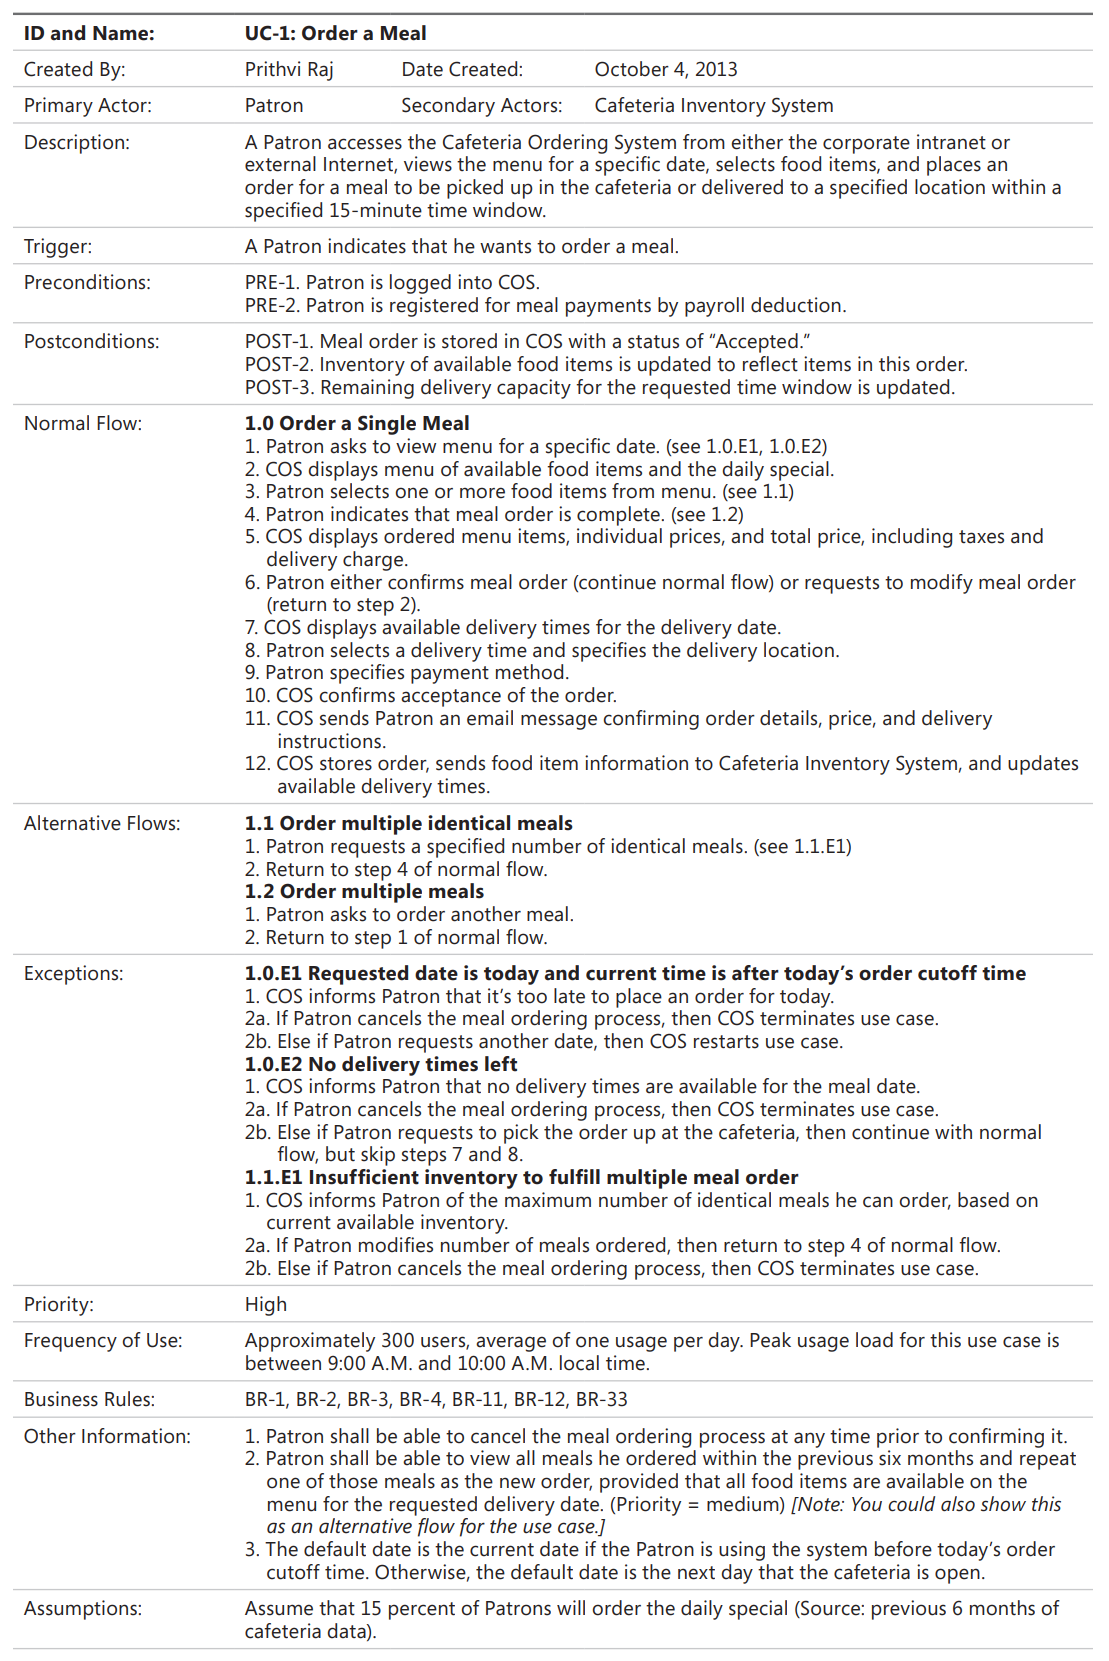 ID and Name: UC-1: Order a Meal
Created By: Prithvi Raj Date Created: October 4, 2013
Primary Actor: Patron Secondary Actors: Cafeteria Inventory System
Description: A Patron accesses the Cafeteria Ordering System from either the corporate intranet or
external Internet, views the menu for a specific date, selects food items, and places an
order for a meal to be picked up in the cafeteria or delivered to a specified location within a
specified 15-minute time window.
Trigger: A Patron indicates that he wants to order a meal.
Preconditions: PRE-1. Patron is logged into COS.
PRE-2. Patron is registered for meal payments by payroll deduction.
Postconditions: POST-1. Meal order is stored in COS with a status of “Accepted.”
POST-2. Inventory of available food items is updated to reflect items in this order.
POST-3. Remaining delivery capacity for the requested time window is updated.
Normal Flow: 1.0 Order a Single Meal
1. Patron asks to view menu for a specific date. (see 1.0.E1, 1.0.E2)
2. COS displays menu of available food items and the daily special.
3. Patron selects one or more food items from menu. (see 1.1)
4. Patron indicates that meal order is complete. (see 1.2)
5. COS displays ordered menu items, individual prices, and total price, including taxes and
delivery charge.
6. Patron either confirms meal order (continue normal flow) or requests to modify meal order
(return to step 2).
7. COS displays available delivery times for the delivery date.
8. Patron selects a delivery time and specifies the delivery location.
9. Patron specifies payment method.
10. COS confirms acceptance of the order.
11. COS sends Patron an email message confirming order details, price, and delivery
instructions.
12. COS stores order, sends food item information to Cafeteria Inventory System, and updates
available delivery times.
Alternative Flows: 1.1 Order multiple identical meals
1. Patron requests a specified number of identical meals. (see 1.1.E1)
2. Return to step 4 of normal flow.
1.2 Order multiple meals
1. Patron asks to order another meal.
2. Return to step 1 of normal flow.
Exceptions: 1.0.E1 Requested date is today and current time is after today’s order cutoff time
1. COS informs Patron that it’s too late to place an order for today.
2a. If Patron cancels the meal ordering process, then COS terminates use case.
2b. Else if Patron requests another date, then COS restarts use case.
1.0.E2 No delivery times left
1. COS informs Patron that no delivery times are available for the meal date.
2a. If Patron cancels the meal ordering process, then COS terminates use case.
2b. Else if Patron requests to pick the order up at the cafeteria, then continue with normal
flow, but skip steps 7 and 8.
1.1.E1 Insufficient inventory to fulfill multiple meal order
1. COS informs Patron of the maximum number of identical meals he can order, based on
current available inventory.
2a. If Patron modifies number of meals ordered, then return to step 4 of normal flow.
2b. Else if Patron cancels the meal ordering process, then COS terminates use case.
Priority: High
Frequency of Use: Approximately 300 users, average of one usage per day. Peak usage load for this use case is
between 9:00 A.M. and 10:00 A.M. local time.
Business Rules: BR-1, BR-2, BR-3, BR-4, BR-11, BR-12, BR-33
Other Information: 1. Patron shall be able to cancel the meal ordering process at any time prior to confirming it.
2. Patron shall be able to view all meals he ordered within the previous six months and repeat
one of those meals as the new order, provided that all food items are available on the
menu for the requested delivery date. (Priority = medium) [Note: You could also show this
as an alternative flow for the use case.]
3. The default date is the current date if the Patron is using the system before today’s order
cutoff time. Otherwise, the default date is the next day that the cafeteria is open.
Assumptions: Assume that 15 percent of Patrons will order the daily special (Source: previous 6 months of
cafeteria data).